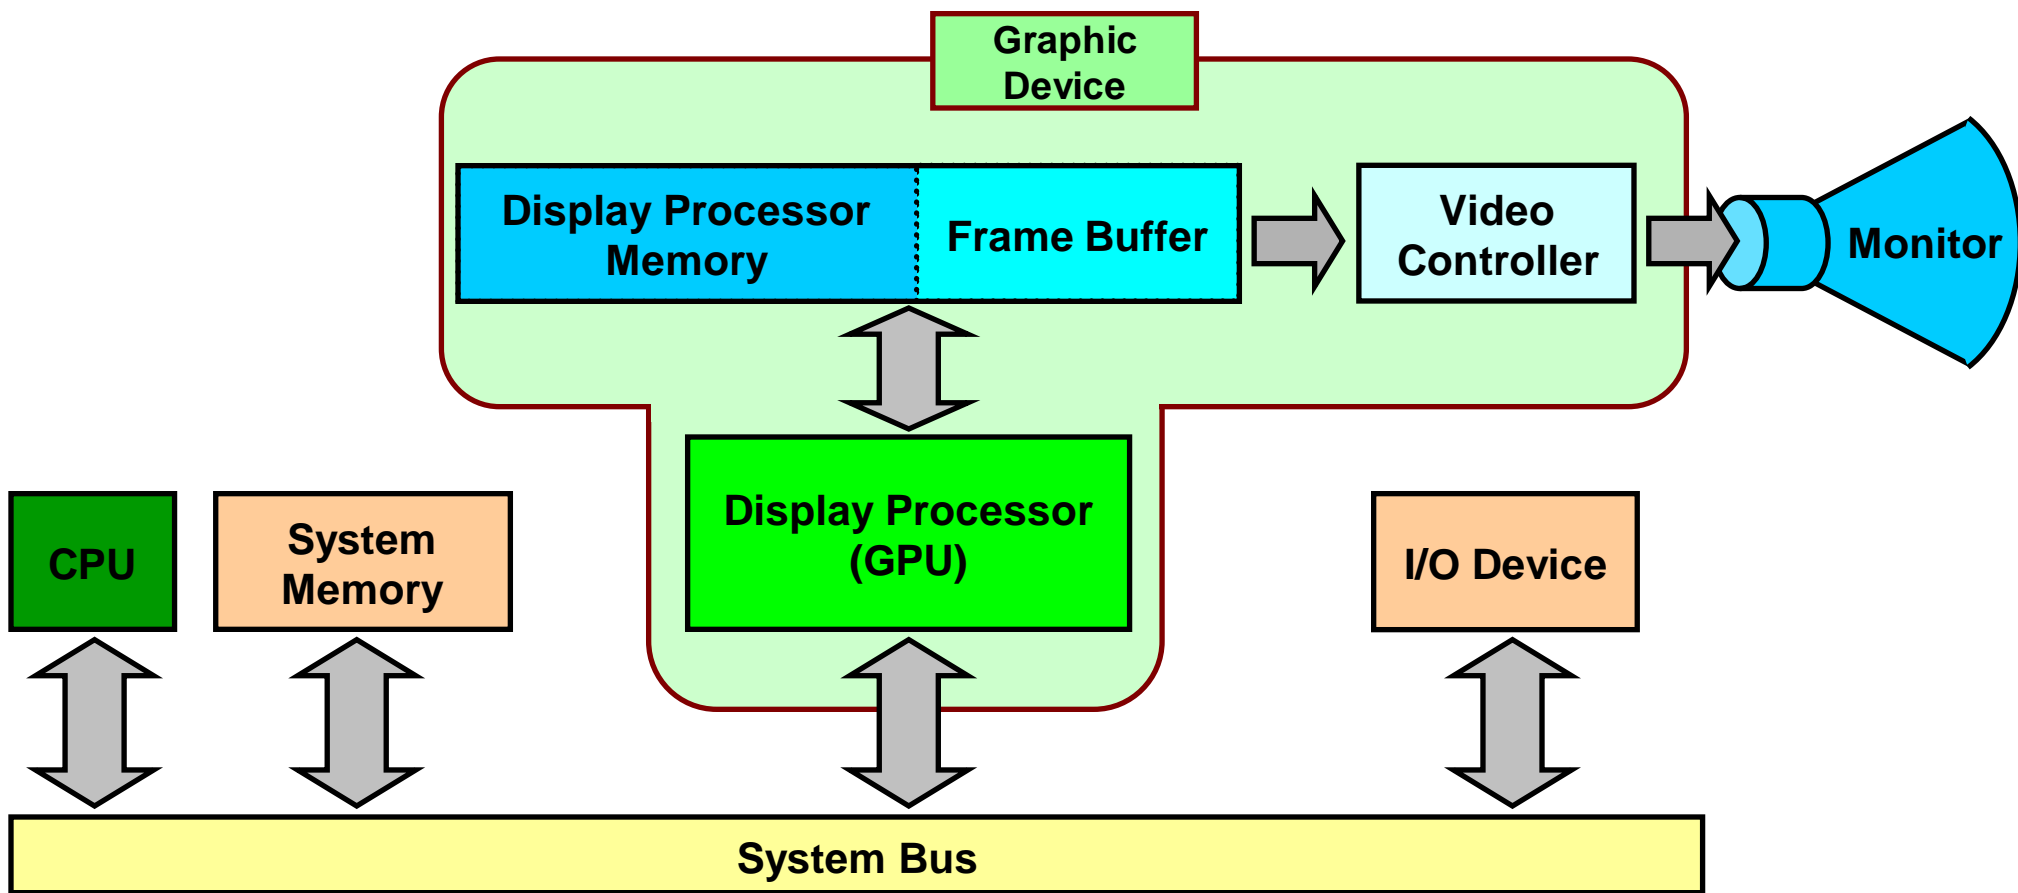 Graphic
Device
Display Processor
Memory
Frame Buffer
Video
Controller
Monitor
CPU
System
Memory
Display Processor
(GPU)
I/O Device
System Bus